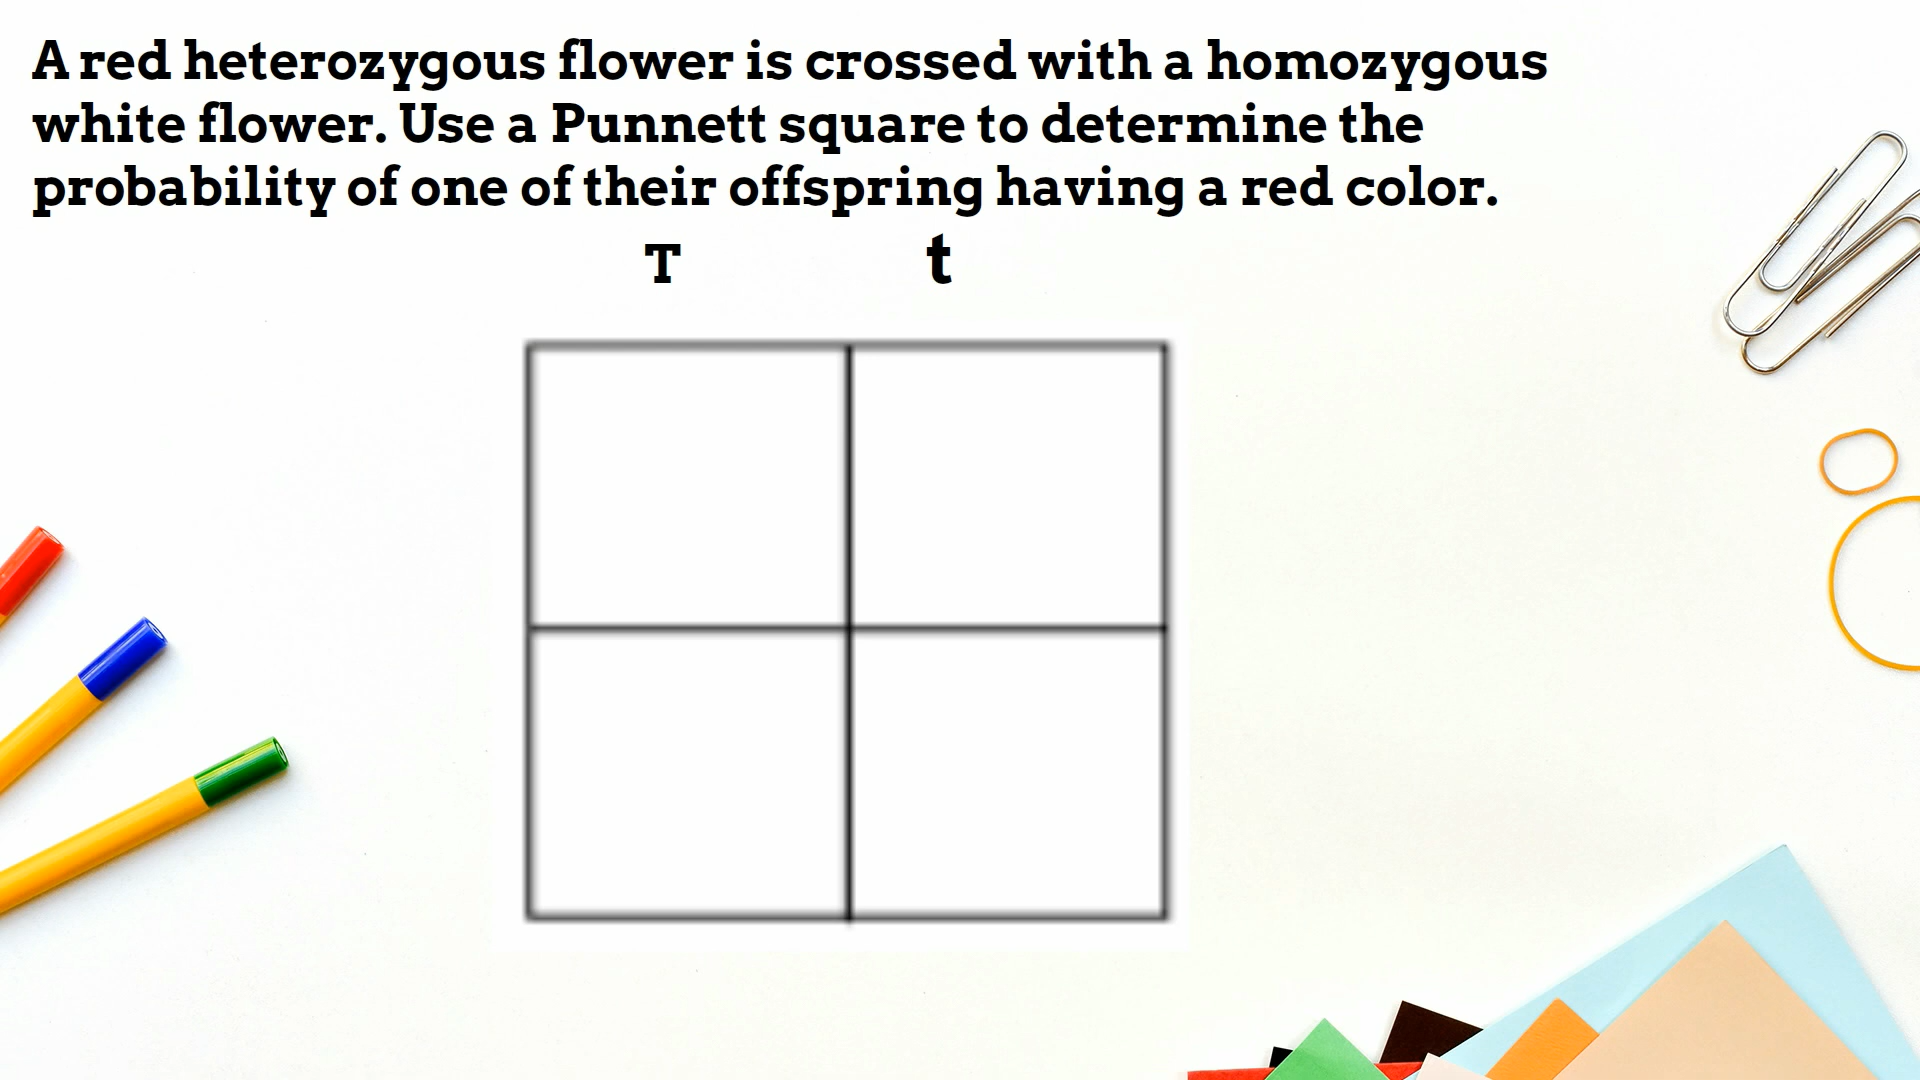 A red heterozygous flower is crossed with a homozygous
white flower. Use a Punnett square to determine the
probability of one of their offspring having a red color.
T t